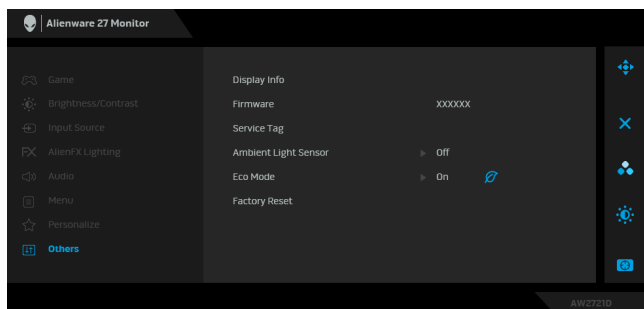 Alienware 27 Monitor
Game
Brightness/Contrast
Input Source
AlienFX Lighting
Audio
Menu
Personalize
Others
Display Info
Firmware XXXXXX
Service Tag
Ambient Light Sensor Off
Eco Mode On
Factory Reset
AW2721D